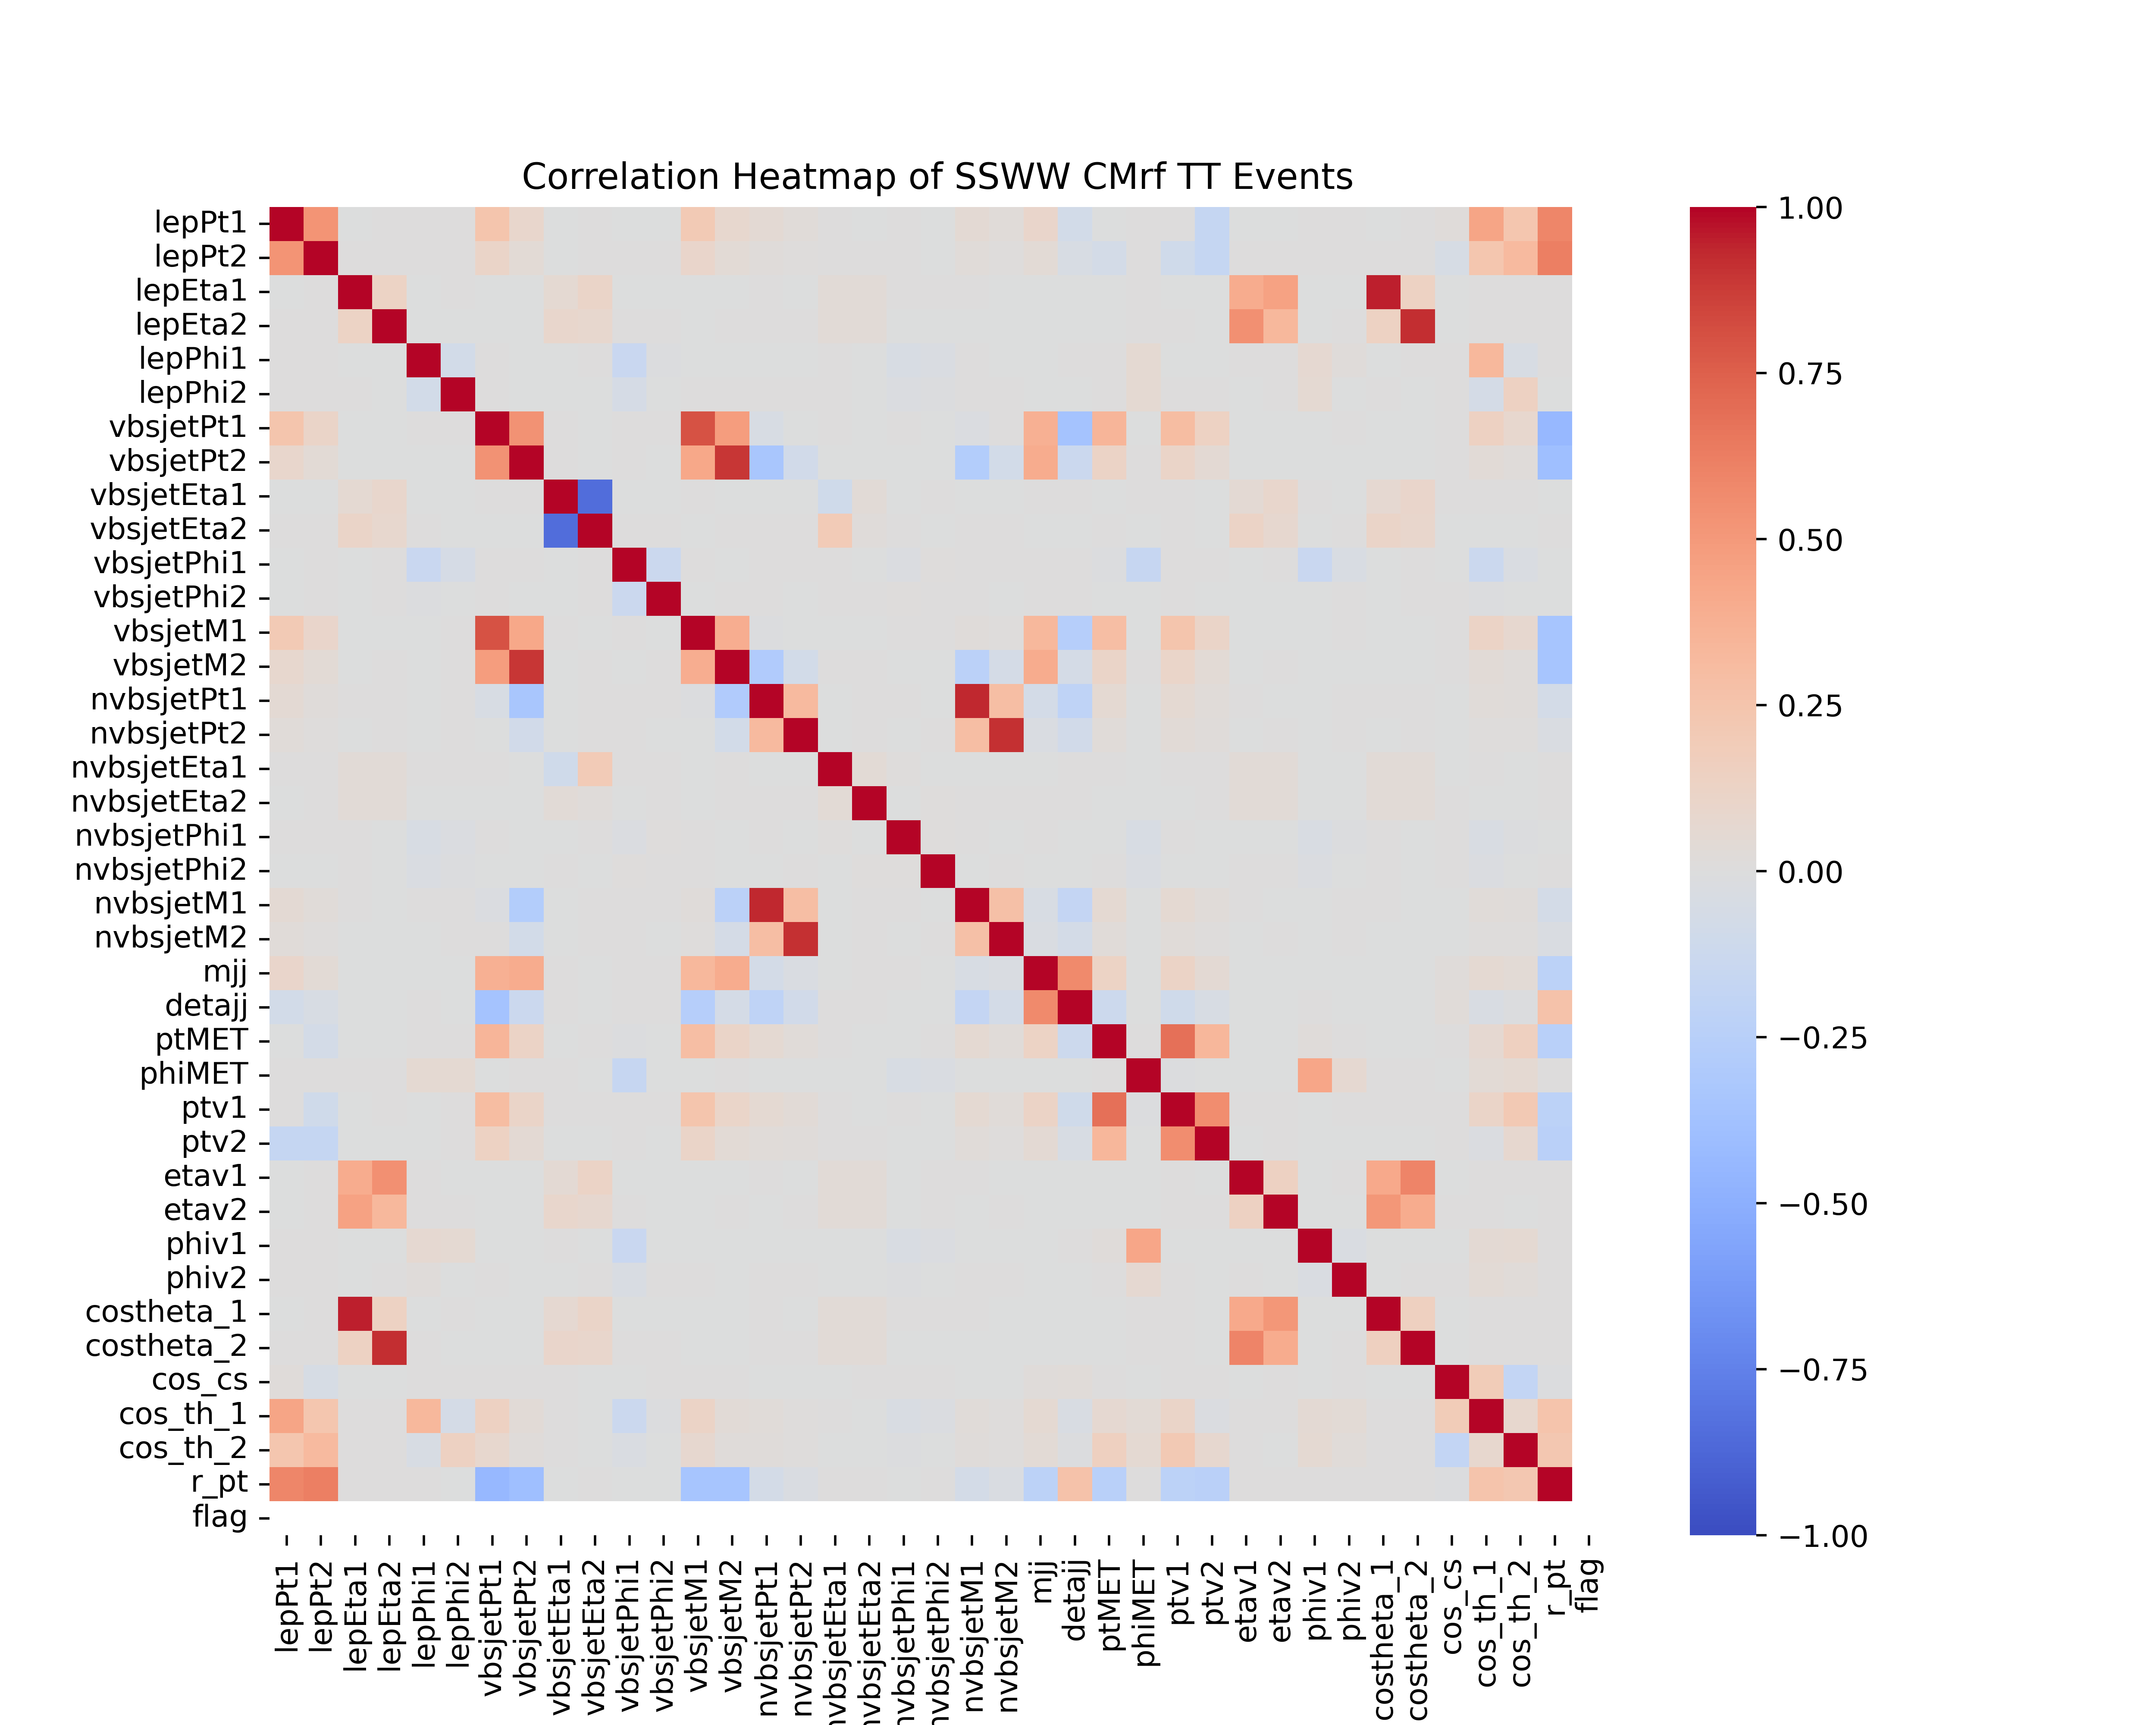 Correlation Heatmap of SSWW CMrf TT Events
lepPt1
lepPt2
lepEta1
lepEta2
lepPhi1
lepPhi2
vbsjetPt1
vbsjetPt2
vbsjetEta1
vbsjetEta2
vbsjetPhi1
vbsjetPhi2
vbsjetM1
vbsjetM2
nvbsjetPt1
nvbsjetPt2
nvbsjetEta1
nvbsjetEta2
nvbsjetPhi1
nvbsjetPhi2
nvbsjetM1
nvbsjetM2
mjj
detajj
ptMET
phiMET
ptv1
ptv2
etav1
etav2
phiv1
phiv2
costheta_1
costheta_2
cos_cs
cos_th_1
cos_th_2
r_pt
flag
lepPt1
lepPt2
lepEta1
lepEta2
lepPhi1
lepPhi2
vbsjetPt1
vbsjetPt2
vbsjetEta1
vbsjetEta2
vbsjetPhi1
vbsjetPhi2
vbsjetM1
vbsjetM2
nvbsjetPt1
nvbsjetPt2
nvbsjetEta1
nvbsjetEta2
nvbsjetPhi1
nvbsjetPhi2
nvbsjetM1
nvbsjetM2
mjj
detajj
ptMET
phiMET
ptv1
ptv2
etav1
etav2
phiv1
phiv2
costheta_1
costheta_2
cos_cs
cos_th_1
cos_th_2
r_pt
flag
1.00
0.75
0.50
0.25
0.00
−0.25
−0.50
−0.75
−1.00